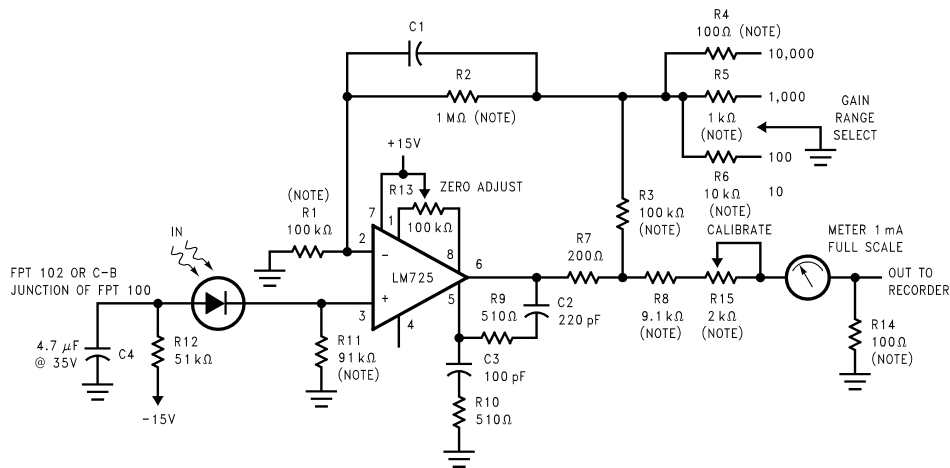 C1
R4
100Ω (NOTE)
10,000
R2
1 MΩ (NOTE)
R5
1,000
1 kΩ
(NOTE)
GAIN
RANGE
SELECT
100
R6
10 kΩ
(NOTE)
10
+15V
R13
ZERO ADJUST
100 kΩ
(NOTE)
R1
100 kΩ
7
1
2
8
6
−
LM725
+
3
5
4
R3
100 kΩ
(NOTE)
IN
FPT 102 OR C-B
JUNCTION OF FPT 100
4.7 μF
@ 35V
C4
R12
51 kΩ
-15V
R11
91 kΩ
(NOTE)
R7
200Ω
R9
510Ω
C2
220 pF
C3
100 pF
R10
510Ω
R8
9.1 kΩ
(NOTE)
CALIBRATE
R15
2 kΩ
(NOTE)
METER 1 mA
FULL SCALE
OUT TO
RECORDER
R14
100Ω
(NOTE)